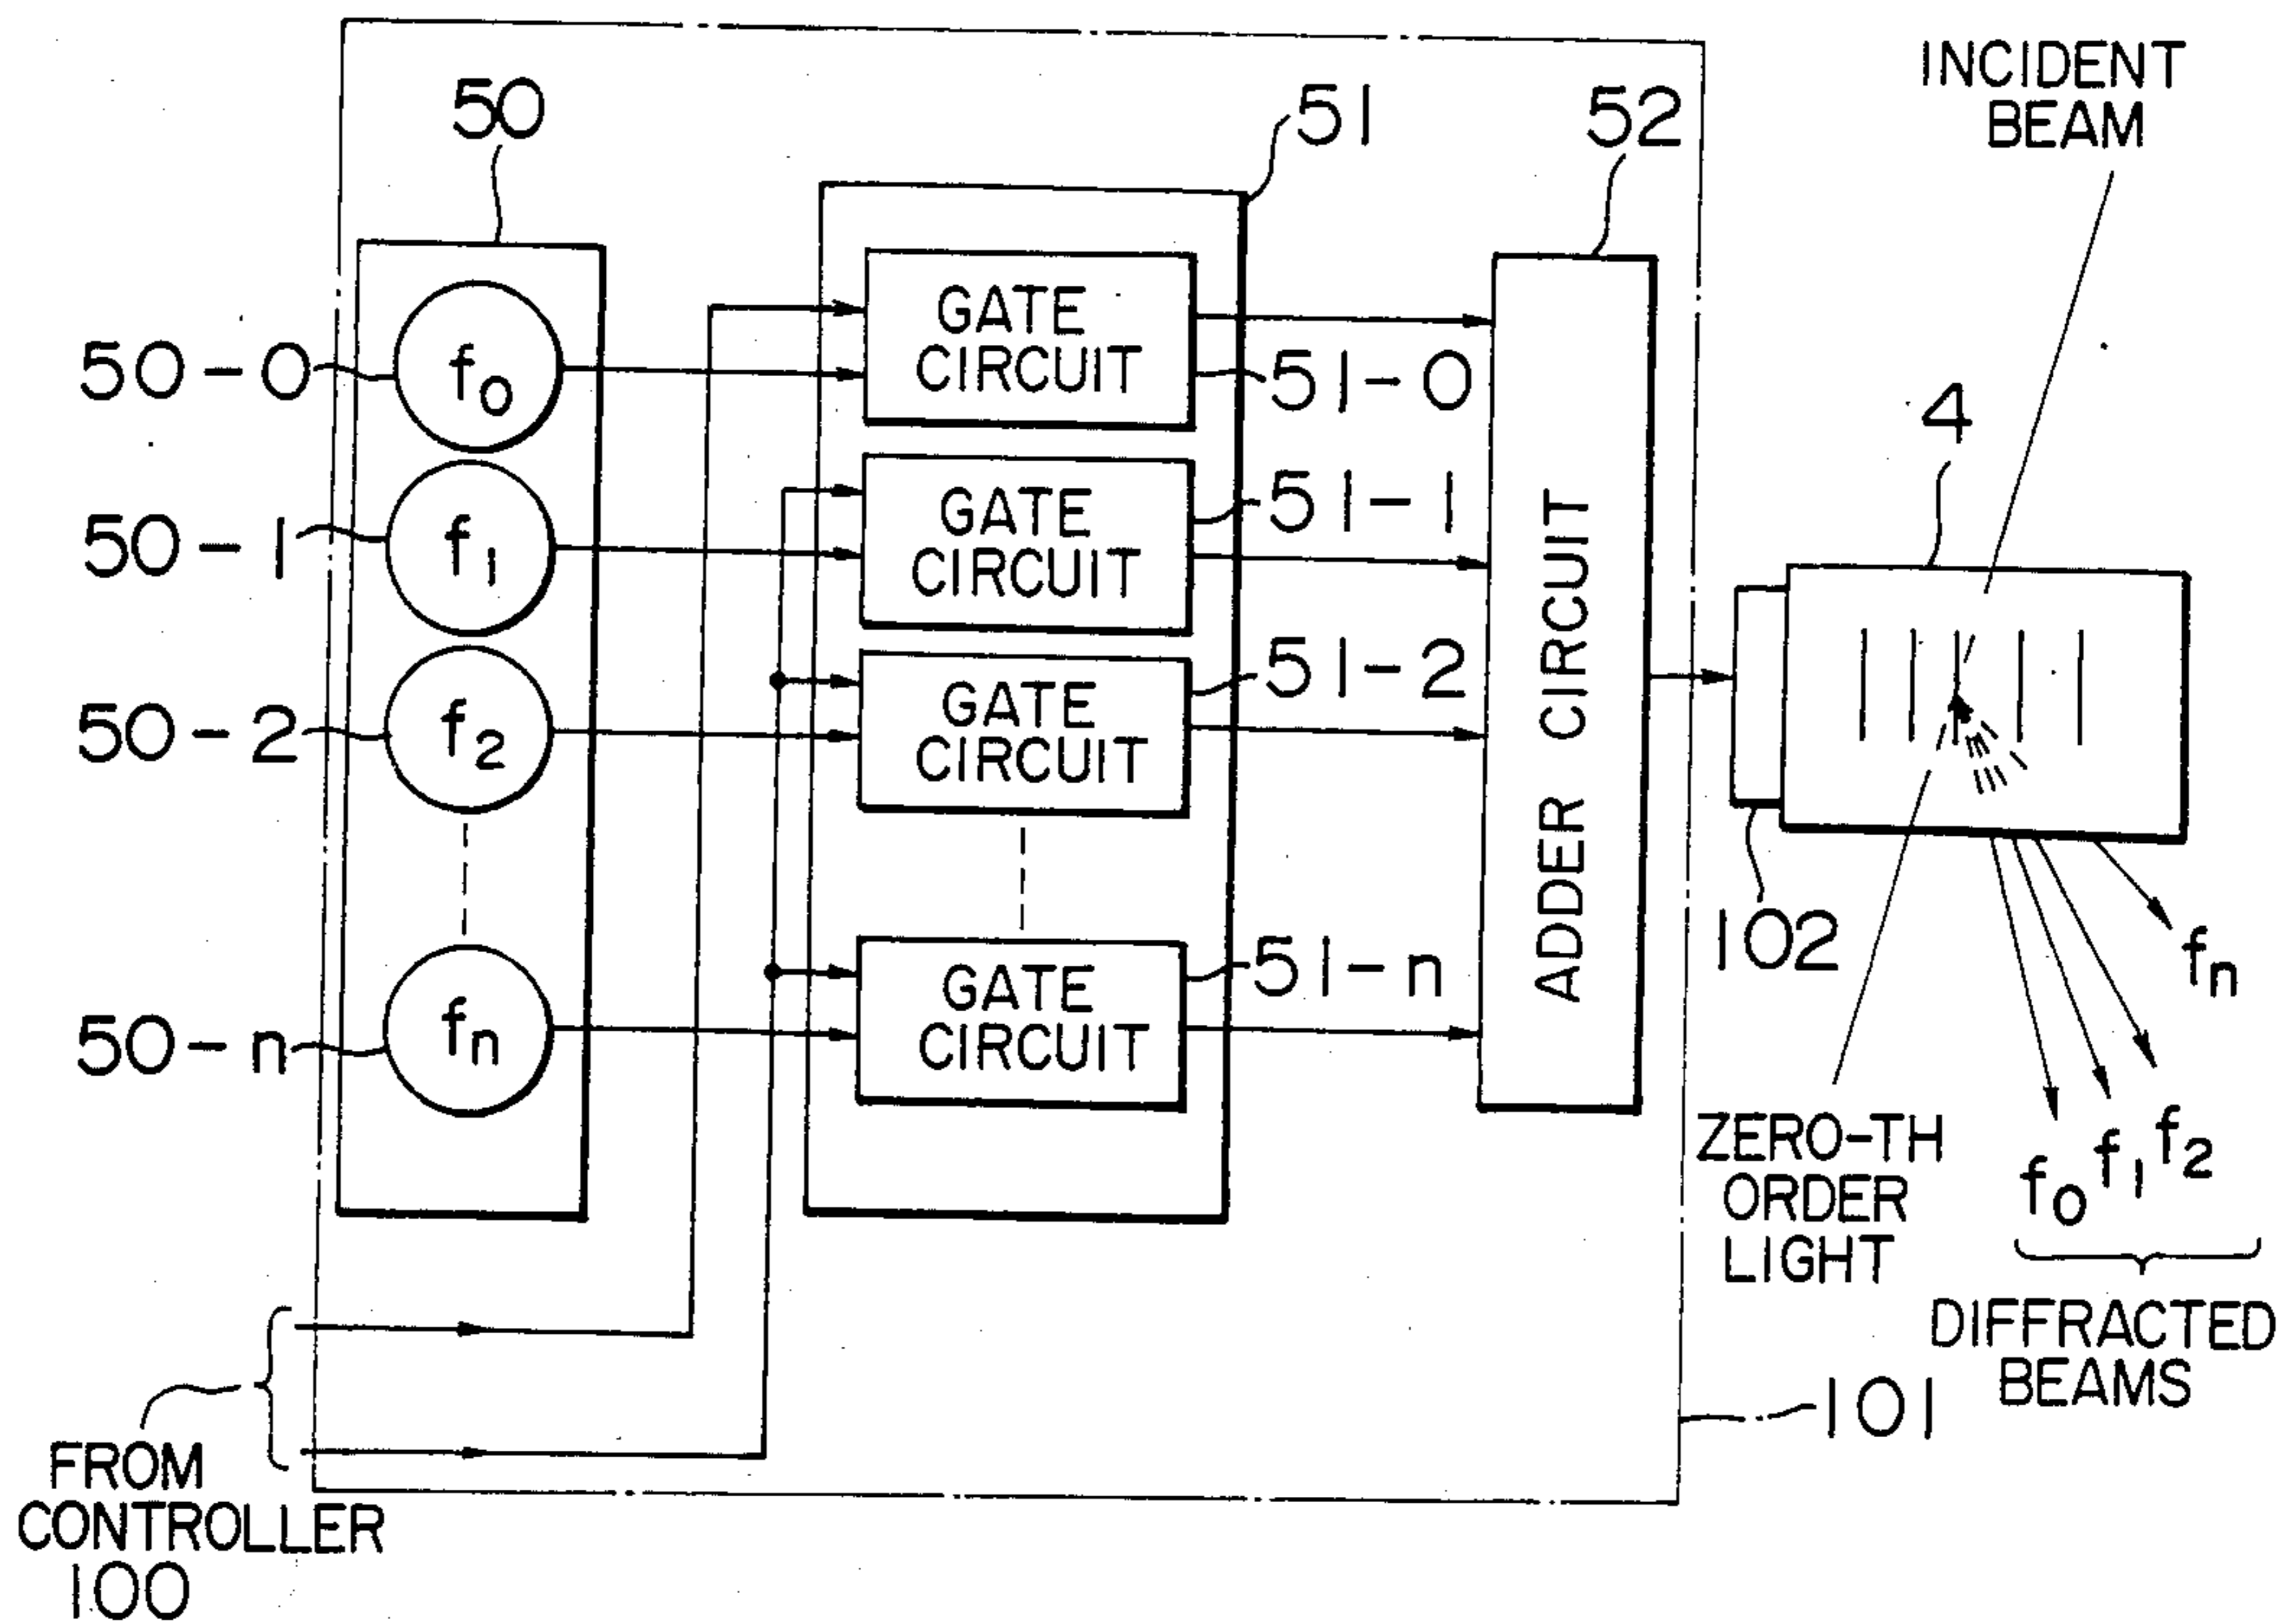 INCIDENT
BEAM
50
51
52
4
50-0
f0
GATE
CIRCUIT
51-0
50-1
f1
GATE
CIRCUIT
51-1
50-2
f2
GATE
CIRCUIT
51-2
50-n
fn
GATE
CIRCUIT
51-n
ADDER CIRCUIT
102
fn
f0 f1 f2
ZERO-TH
ORDER
LIGHT
DIFFRACTED
BEAMS
101
FROM
CONTROLLER
100